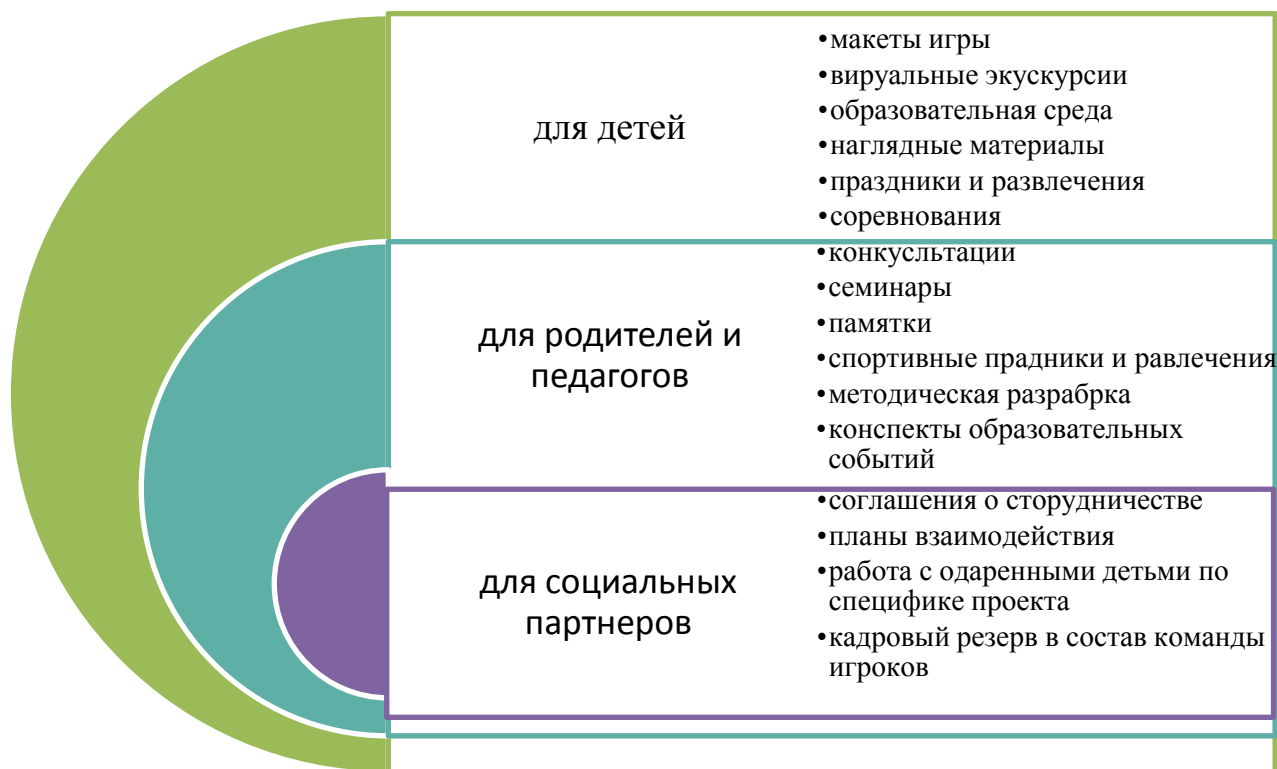 для детей
•макеты игры
•вируальные экускурсии
•образовательная среда
•наглядные материалы
•праздники и развлечения
•соревнования
для родителей и
педагогов
•конкусльтации
•семинары
•памятки
•спортивные прадники и равлечения
•методическая разрабрка
•конспекты образовательных
событий
для социальных
партнеров
•соглашения о сторудничестве
•планы взаимодействия
•работа с одаренными детьми по
специфике проекта
•кадровый резерв в состав команды
игроков